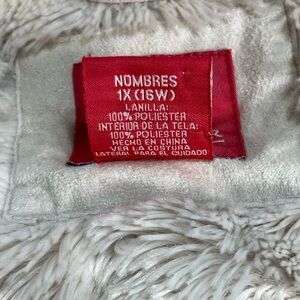 NOMBRES
1X (16W)
LANILLA:
100% POLIESTER
INTERIOR DE LA TELA:
100% POLIESTER
HECHO EN CHINA
VER LA COSTURA
LATERAL PARA EL CUIDADO